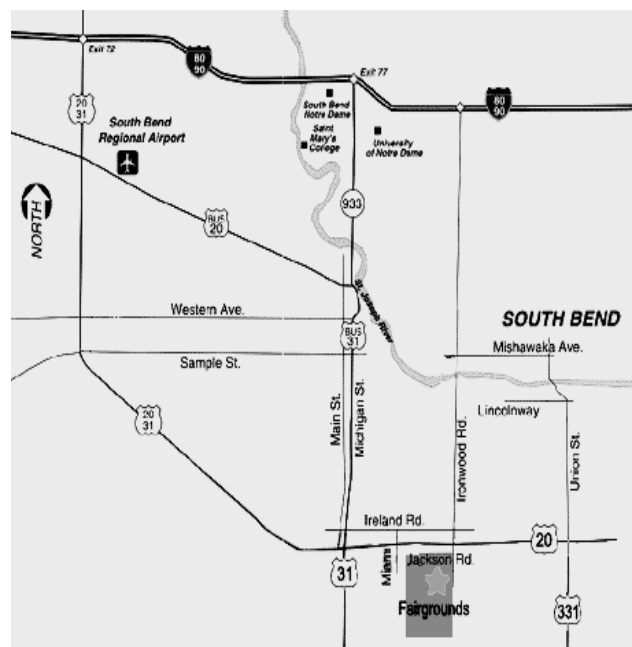 Exit 72
80
90
Exit 77
20
31
South Bend
Regional Airport
South Bend
Notre Dame
Saint
Mary's
College
University
of Notre Dame
80
90
NORTH
933
BUS
20
St. Joseph River
Western Ave.
SOUTH BEND
BUS
31
Mishawaka Ave.
Sample St.
Lincolnway
20
31
Main St.
Michigan St.
Ironwood Rd.
Union St.
Ireland Rd.
20
Miami
Jackson Rd.
31
Fairgrounds
331